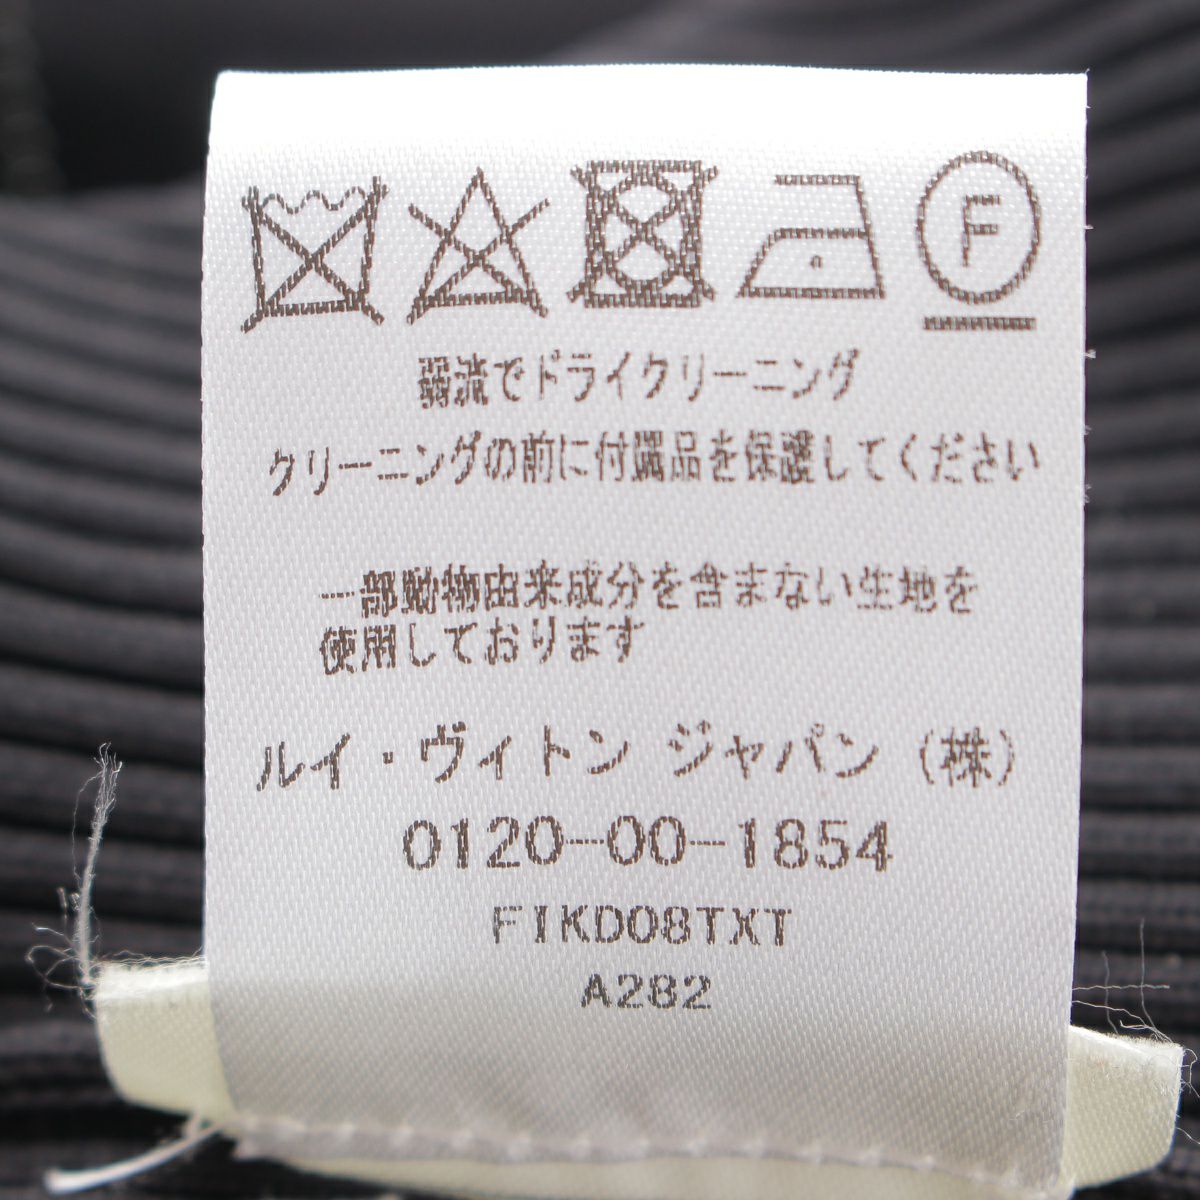 F
弱流でドライクリーニング
クリーニングの前に付属品を保護してください
一部動物由来成分を含まない生地を
使用しております
ルイ・ヴィトン ジャパン (株)
0120-00-1854
FIKD08TXT
A282